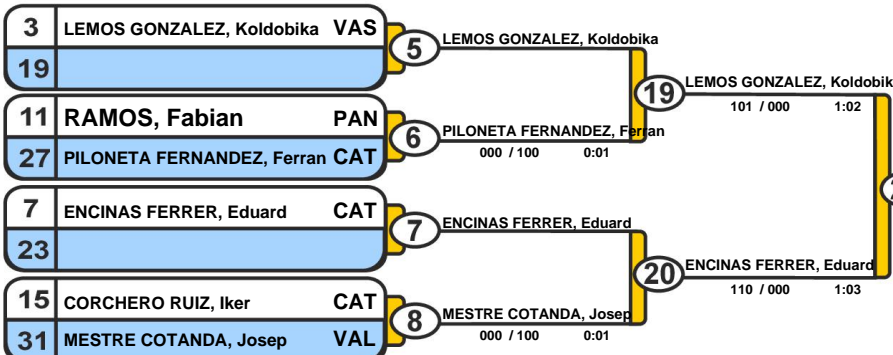 3 LEMOS GONZALEZ, Koldobika VAS
19
5 LEMOS GONZALEZ, Koldobika
11 RAMOS, Fabian PAN
27 PILONETA FERNANDEZ, Ferran CAT
6 PILONETA FERNANDEZ, Ferran
000 / 100 0:01
19 LEMOS GONZALEZ, Koldobik
101 / 000 1:02
7 ENCINAS FERRER, Eduard CAT
23
7 ENCINAS FERRER, Eduard
15 CORCHERO RUIZ, Iker CAT
31 MESTRE COTANDA, Josep VAL
8 MESTRE COTANDA, Josep
000 / 100 0:01
20 ENCINAS FERRER, Eduard
110 / 000 1:03